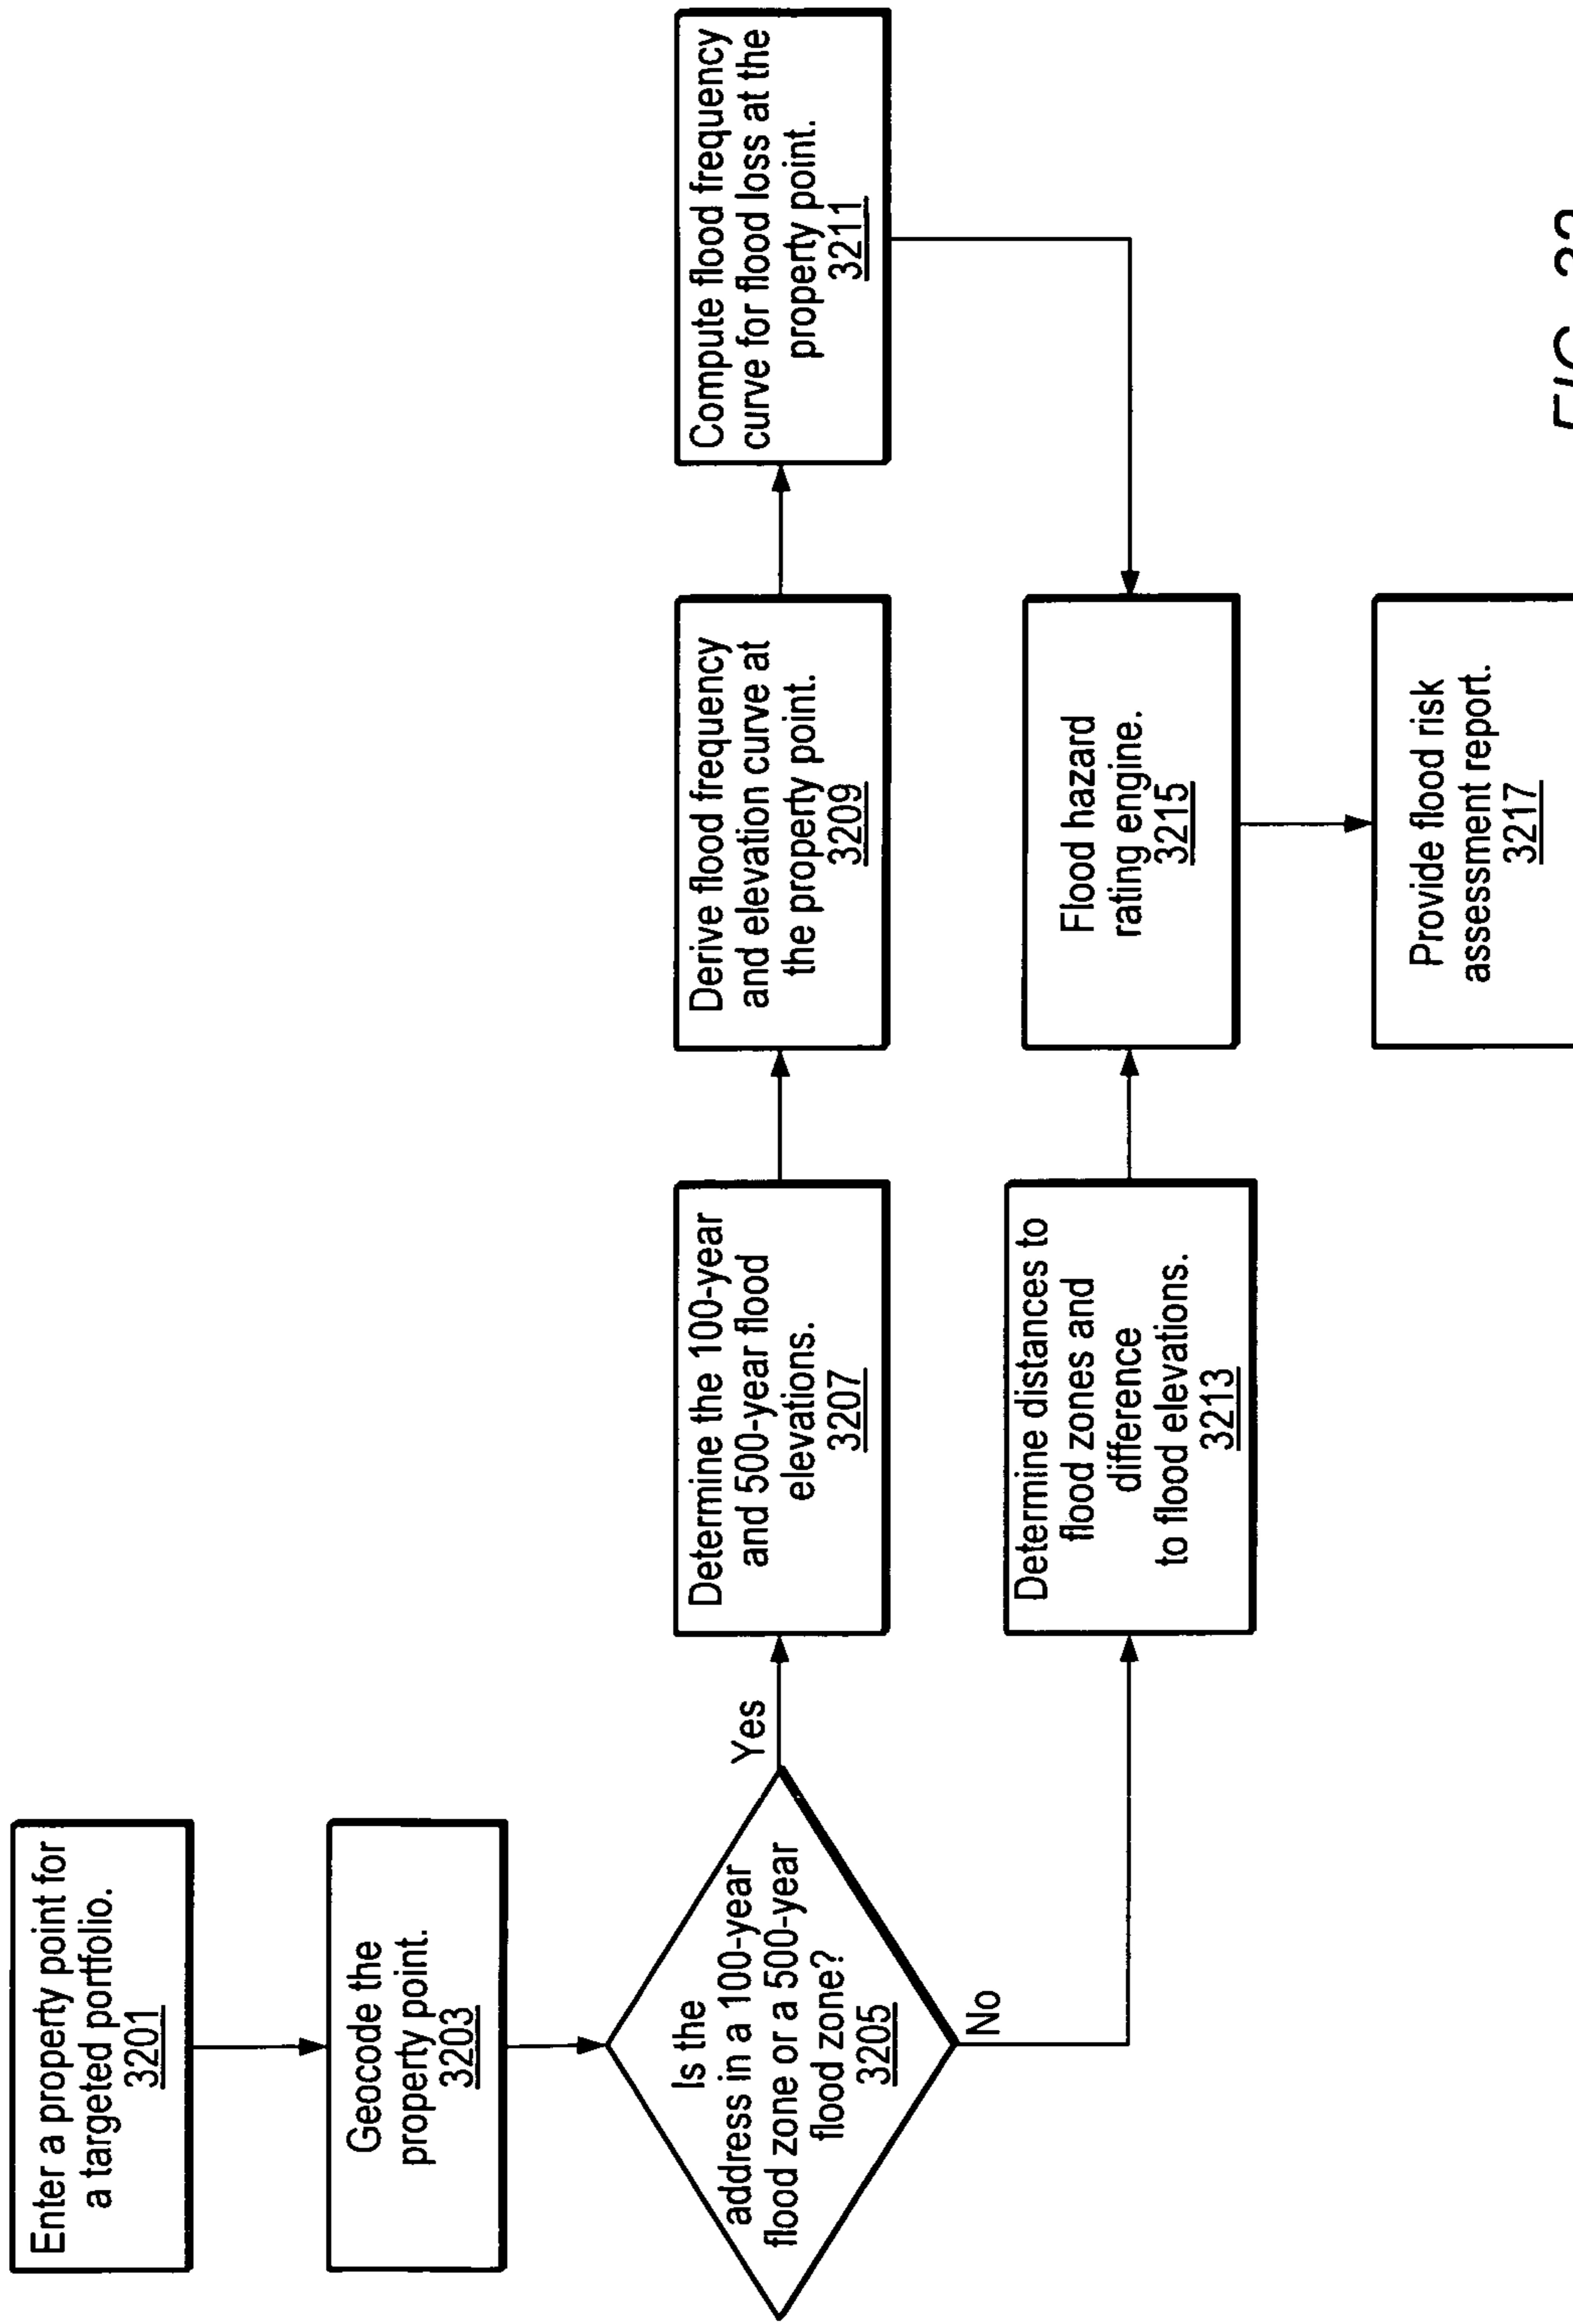 Enter a property point for
a targeted portfolio.
3201
Geocode the
property point.
3203
Is the
address in a 100-year
flood zone or a 500-year
flood zone?
3205
Yes
No
Determine the 100-year
and 500-year flood
elevations.
3207
Derive flood frequency
and elevation curve at
the property point.
3209
Compute flood frequency
curve for flood loss at the
property point.
3211
Determine distances to
flood zones and
difference
to flood elevations.
3213
Flood hazard
rating engine.
3215
Provide flood risk
assessment report.
3217
FIG. 32